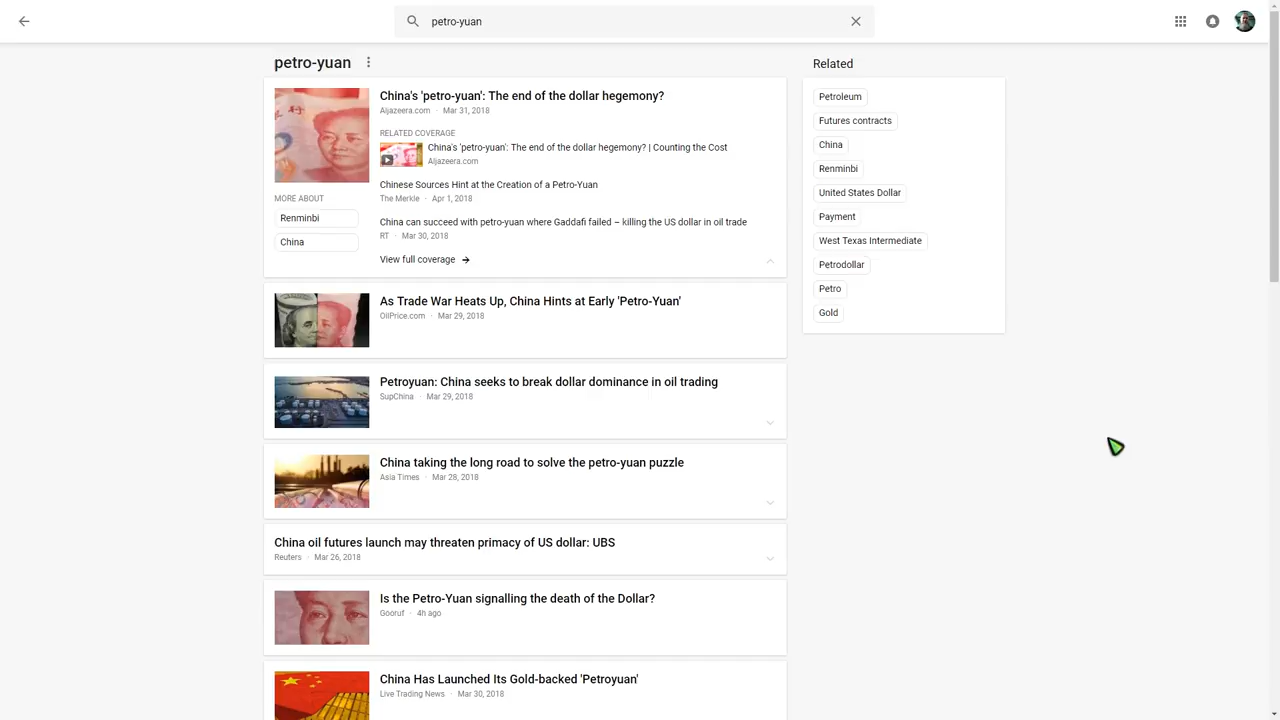 petro-yuan
petro-yuan
China's 'petro-yuan': The end of the dollar hegemony?
Aljazeera.com · Mar 31, 2018
RELATED COVERAGE
China's 'petro-yuan': The end of the dollar hegemony? | Counting the Cost
Aljazeera.com
MORE ABOUT
Renminbi
China
Chinese Sources Hint at the Creation of a Petro-Yuan
The Merkle · Apr 1, 2018
China can succeed with petro-yuan where Gaddafi failed – killing the US dollar in oil trade
RT · Mar 30, 2018
View full coverage
As Trade War Heats Up, China Hints at Early 'Petro-Yuan'
OilPrice.com · Mar 29, 2018
Petroyuan: China seeks to break dollar dominance in oil trading
SupChina · Mar 29, 2018
China taking the long road to solve the petro-yuan puzzle
Asia Times · Mar 28, 2018
China oil futures launch may threaten primacy of US dollar: UBS
Reuters · Mar 26, 2018
Is the Petro-Yuan signalling the death of the Dollar?
Gooruf · 4h ago
China Has Launched Its Gold-backed 'Petroyuan'
Live Trading News · Mar 30, 2018
Related
Petroleum
Futures contracts
China
Renminbi
United States Dollar
Payment
West Texas Intermediate
Petrodollar
Petro
Gold